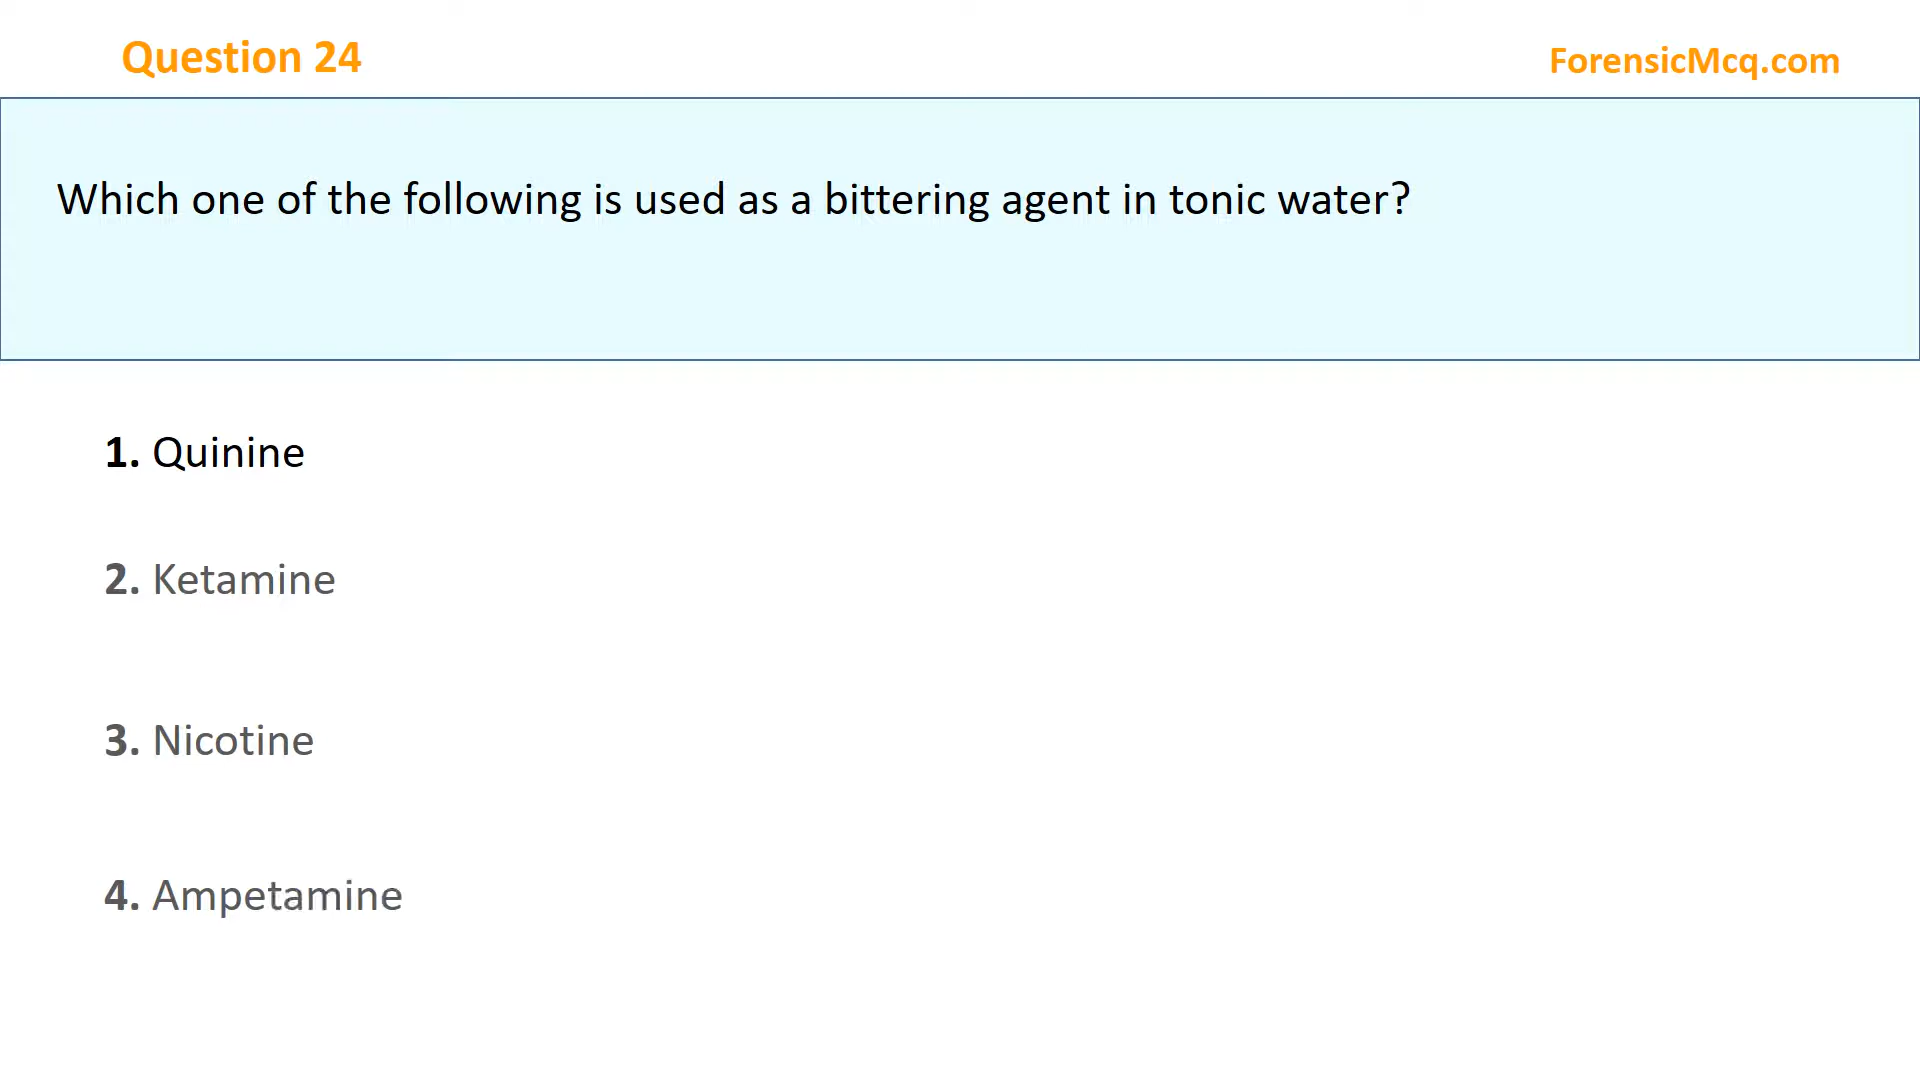 Question 24
ForensicMcq.com
Which one of the following is used as a bittering agent in tonic water?
1. Quinine
2. Ketamine
3. Nicotine
4. Ampetamine